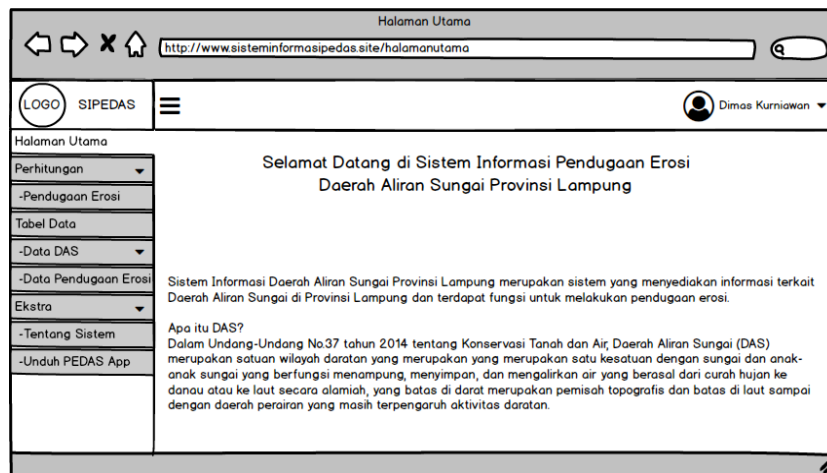 Halaman Utama
http://www.sisteminformasipedas.site/halamanutama
LOGO SIPEDAS
Dimas Kurniawan
Halaman Utama
Perhitungan
-Pendugaan Erosi
Tabel Data
-Data DAS
-Data Pendugaan Erosi
Ekstra
-Tentang Sistem
-Unduh PEDAS App
Selamat Datang di Sistem Informasi Pendugaan Erosi
Daerah Aliran Sungai Provinsi Lampung
Sistem Informasi Daerah Aliran Sungai Provinsi Lampung merupakan sistem yang menyediakan informasi terkait
Daerah Aliran Sungai di Provinsi Lampung dan terdapat fungsi untuk melakukan pendugaan erosi.
Apa itu DAS?
Dalam Undang-Undang No.37 tahun 2014 tentang Konservasi Tanah dan Air, Daerah Aliran Sungai (DAS)
merupakan satuan wilayah daratan yang merupakan yang merupakan satu kesatuan dengan sungai dan anak-
anak sungai yang berfungsi menampung, menyimpan, dan mengalirkan air yang berasal dari curah hujan ke
danau atau ke laut secara alamiah, yang batas di darat merupakan pemisah topografis dan batas di laut sampai
dengan daerah perairan yang masih terpengaruh aktivitas daratan.